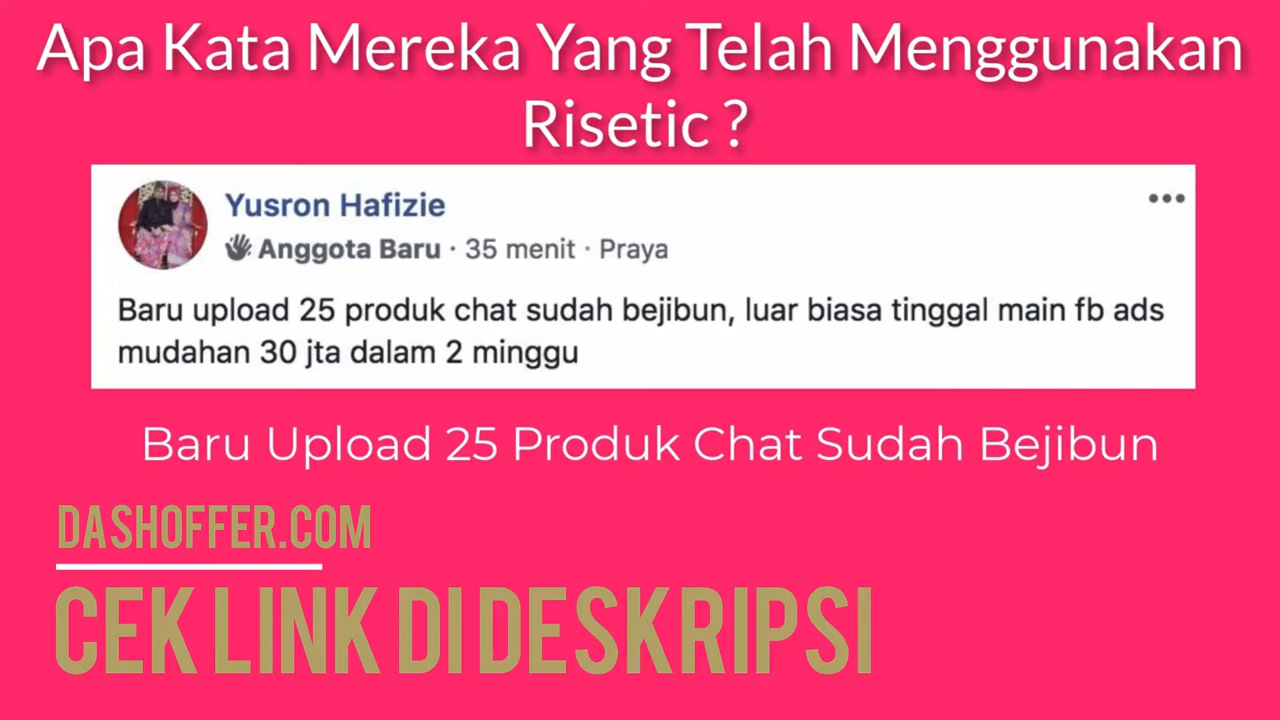 Apa Kata Mereka Yang Telah Menggunakan
Risetic ?
Yusron Hafizie
Anggota Baru · 35 menit · Praya
Baru upload 25 produk chat sudah bejibun, luar biasa tinggal main fb ads
mudahan 30 jta dalam 2 minggu
Baru Upload 25 Produk Chat Sudah Bejibun
DASHOFFER.COM
CEK LINK DI DESKRIPSI